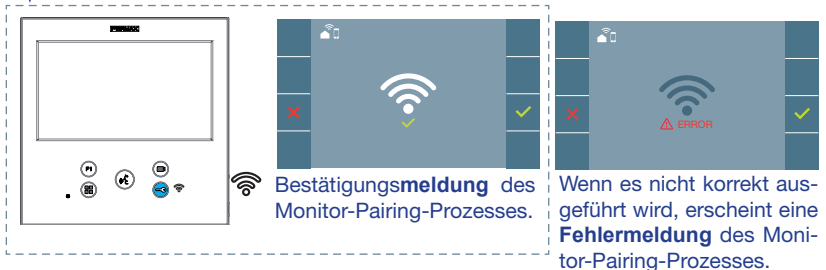 FERMAX
F1
ERROR
Bestätigungsmeldung des
Monitor-Pairing-Prozesses.
Wenn es nicht korrekt aus-
geführt wird, erscheint eine
Fehlermeldung des Moni-
tor-Pairing-Prozesses.